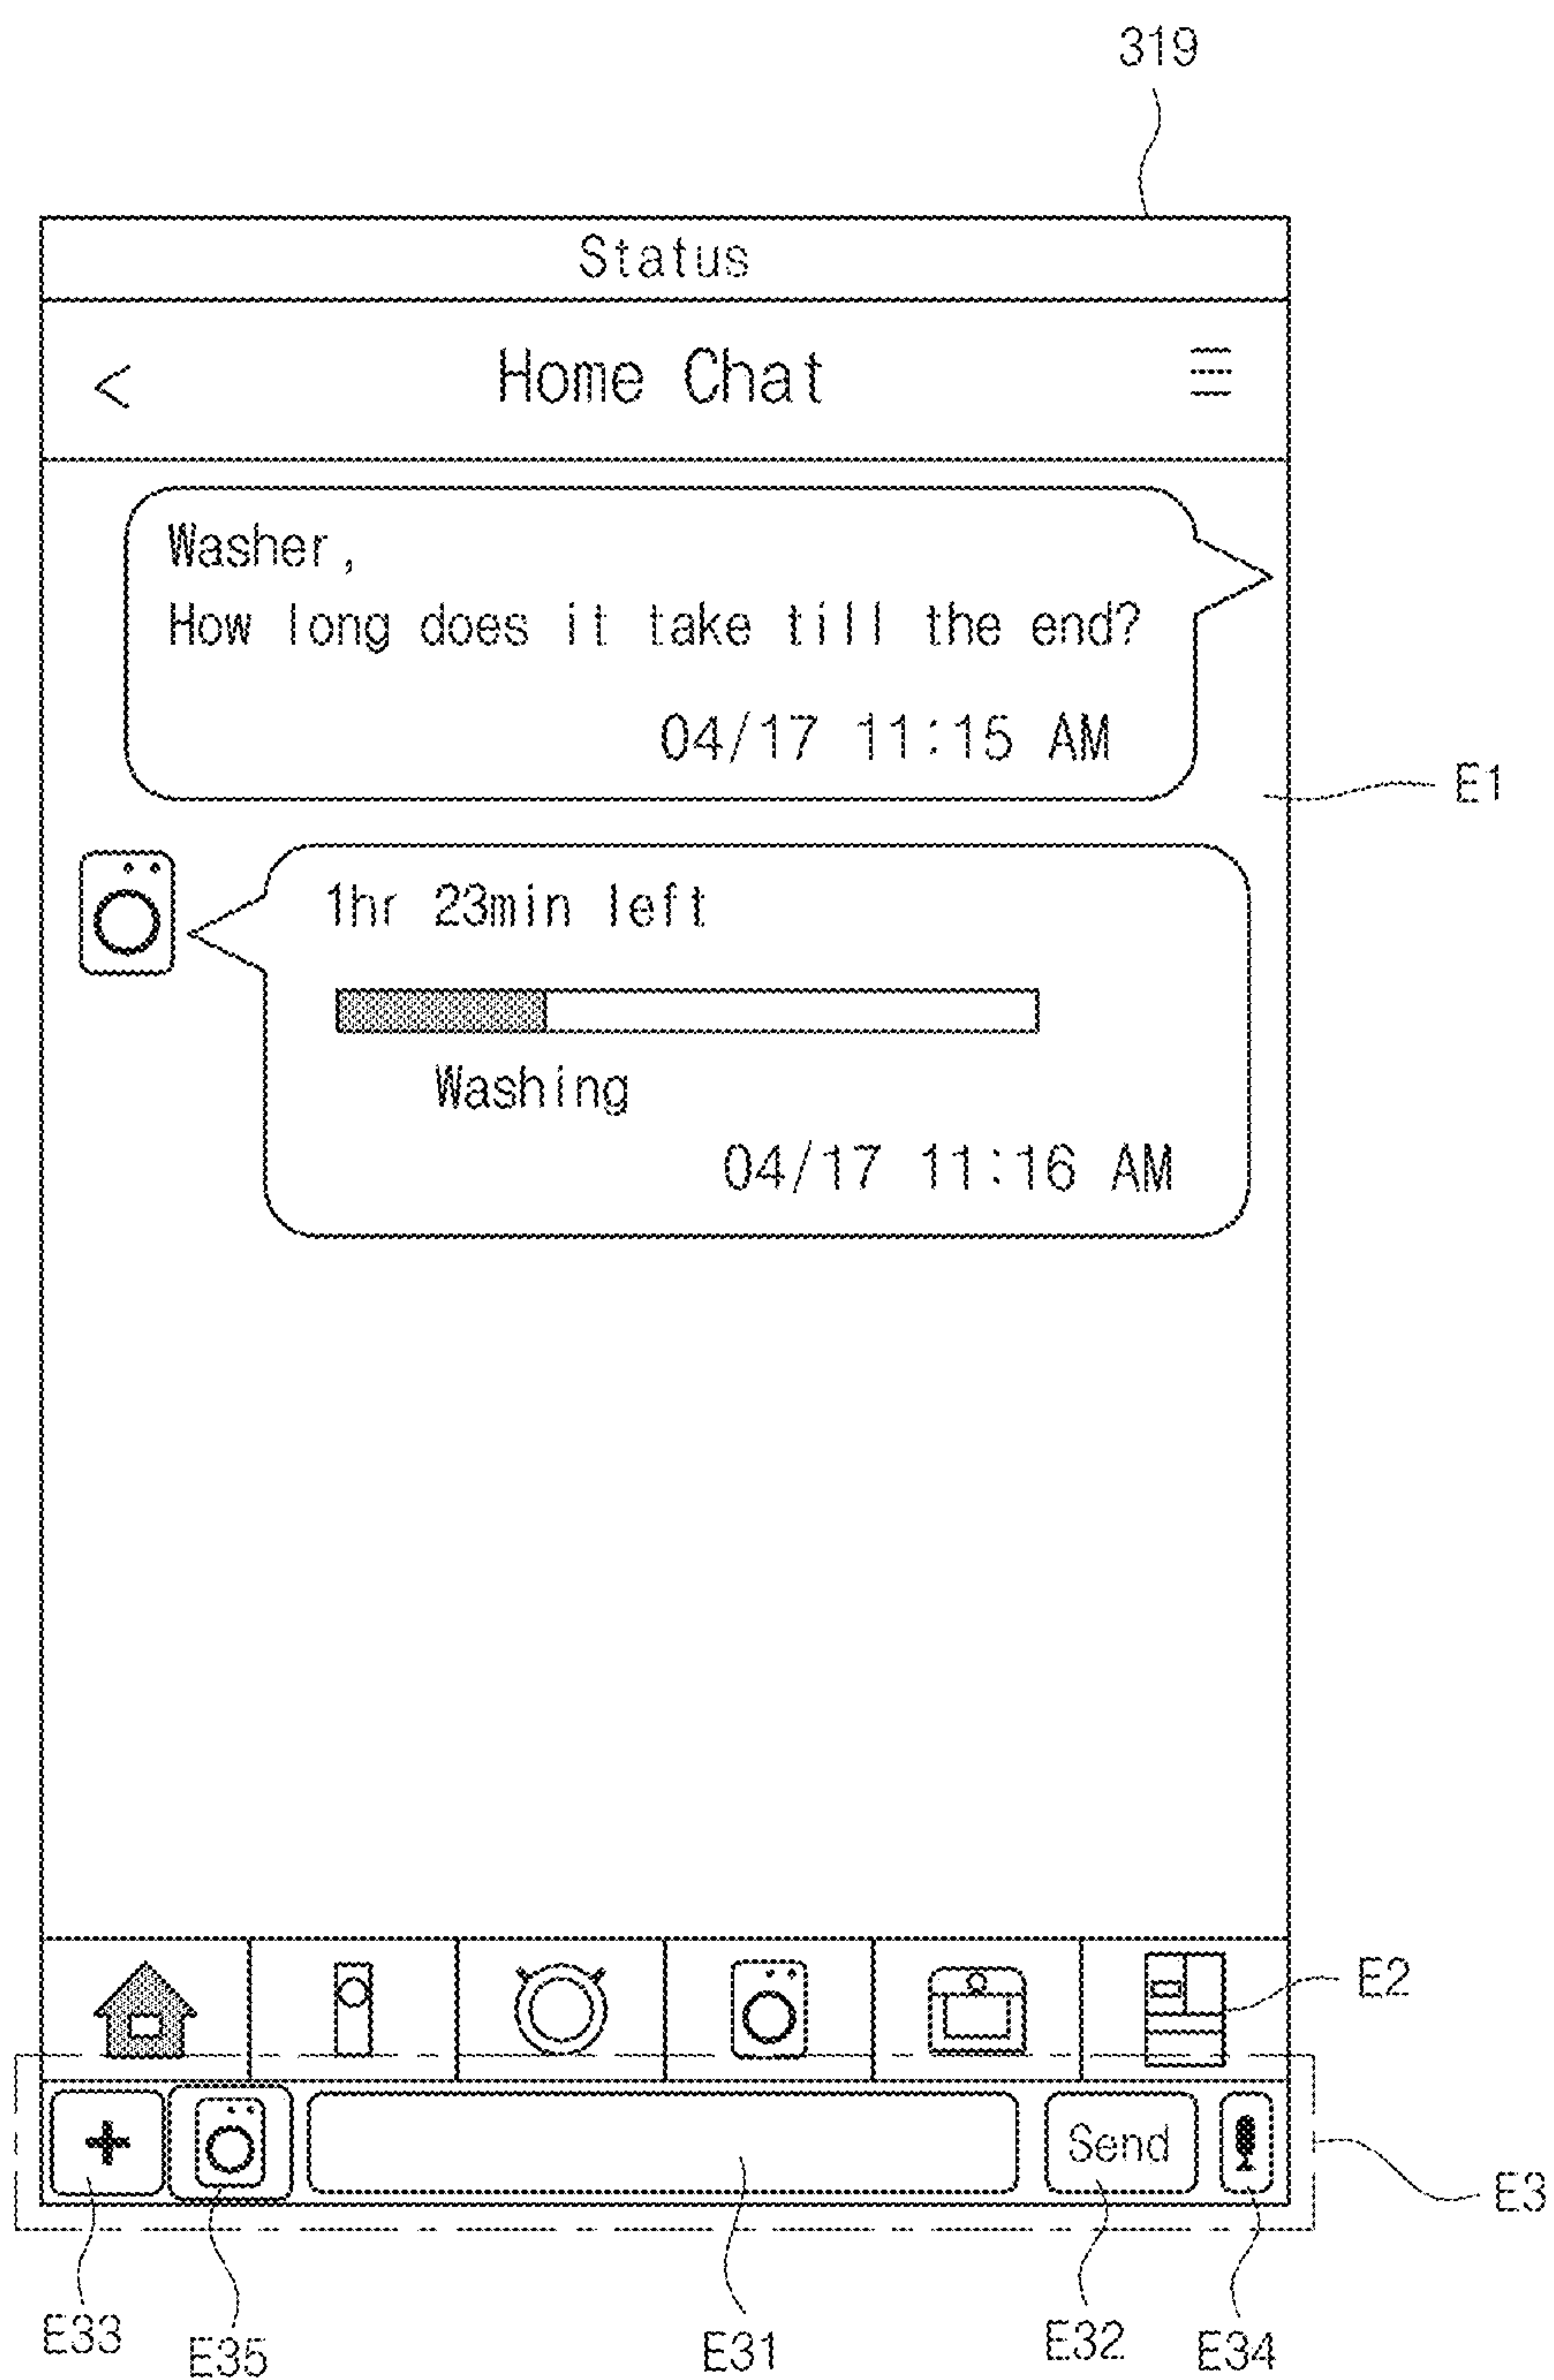 319
Status
< Home Chat
Washer,
How long does it take till the end?
04/17 11:15 AM
E1
1hr 23min left
Washing
04/17 11:16 AM
E2
+ Send
E3
E33 E35 E31 E32 E34